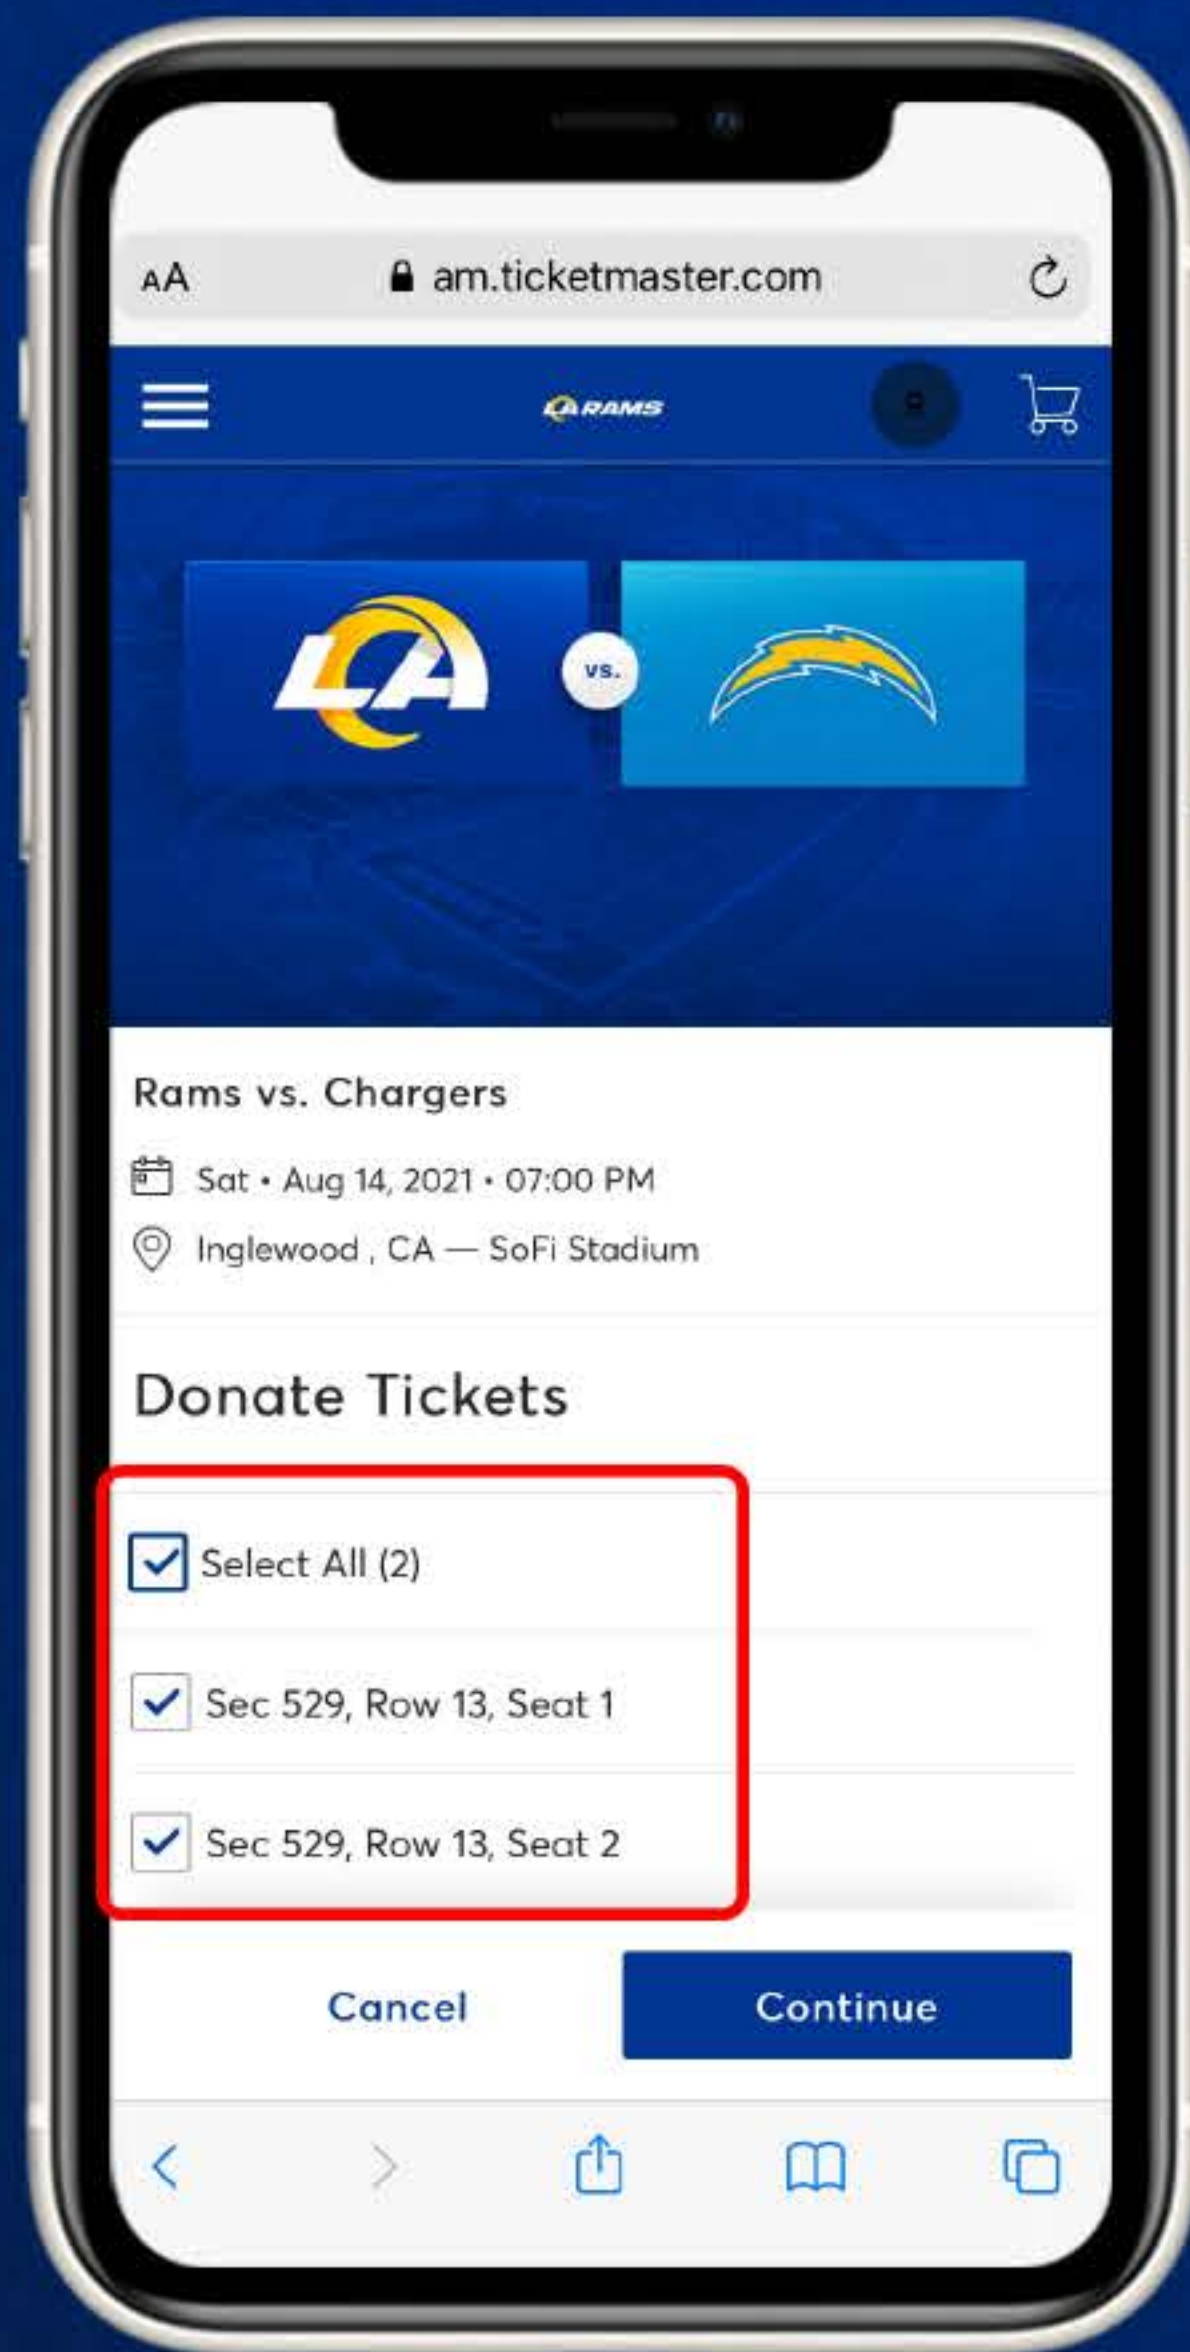 AA am.ticketmaster.com
LA RAMS
LA
vs.
Rams vs. Chargers
Sat • Aug 14, 2021 • 07:00 PM
Inglewood , CA — SoFi Stadium
Donate Tickets
Select All (2)
Sec 529, Row 13, Seat 1
Sec 529, Row 13, Seat 2
Cancel Continue